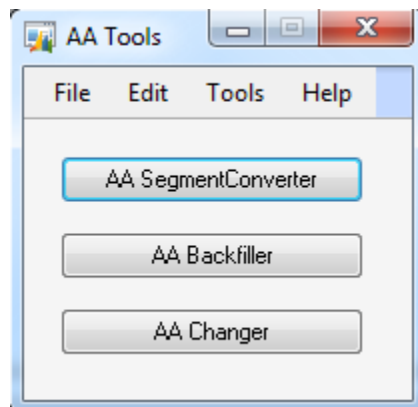 AA Tools
File Edit Tools Help
AA SegmentConverter
AA Backfiller
AA Changer